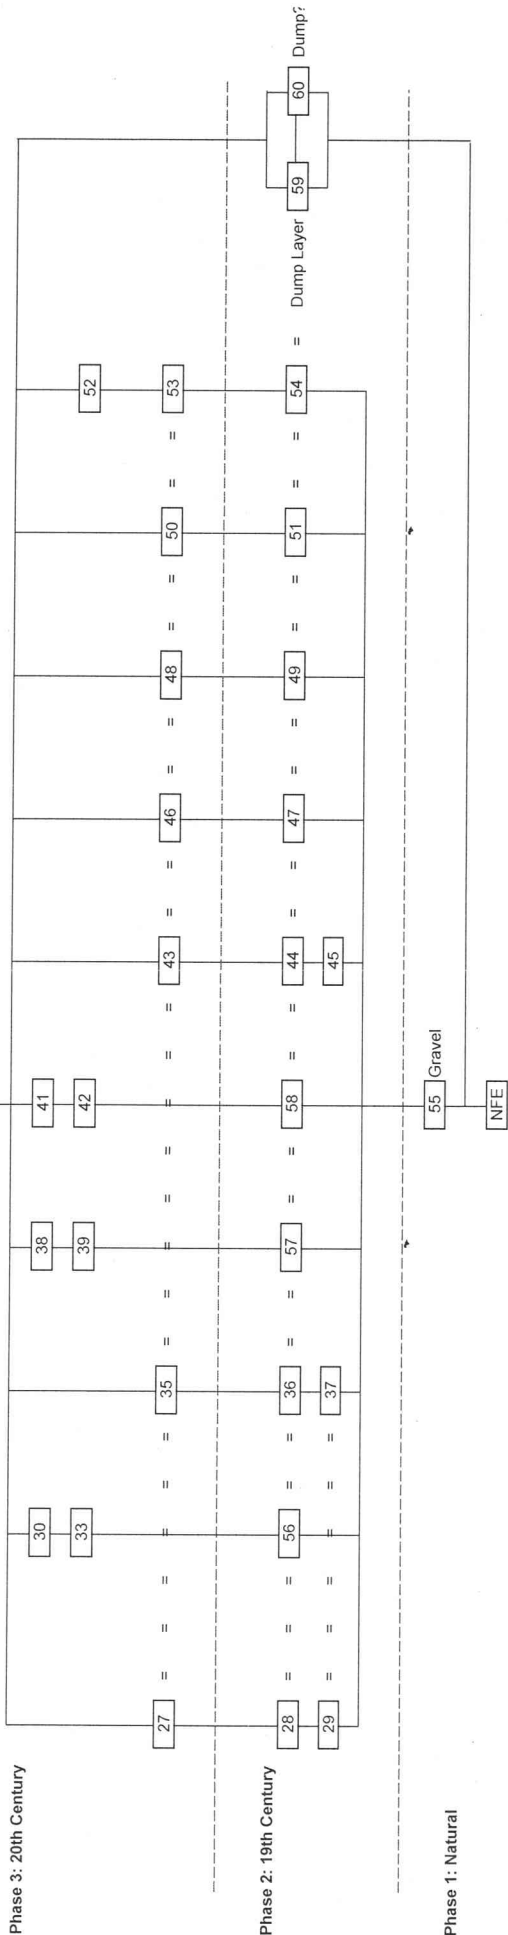 Phase 3: 20th Century
30 38 41
33 39 42 52
27 = = = = = = 35 = = = = = = = = = 43 = = 46 = = 48 = = 50 = = 53
Phase 2: 19th Century
28 = = = 56 = = 36 = = 57 = = 58 = = 44 = = 47 = = 49 = = 51 = = 54 = Dump Layer 59 60 Dump?
29 = = = = = = 37 45
Phase 1: Natural
55 Gravel
NFE